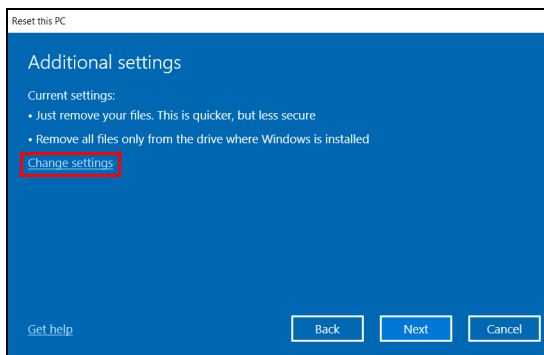 Reset this PC
Additional settings
Current settings:
• Just remove your files. This is quicker, but less secure
• Remove all files only from the drive where Windows is installed
Change settings
Get help
Back
Next
Cancel